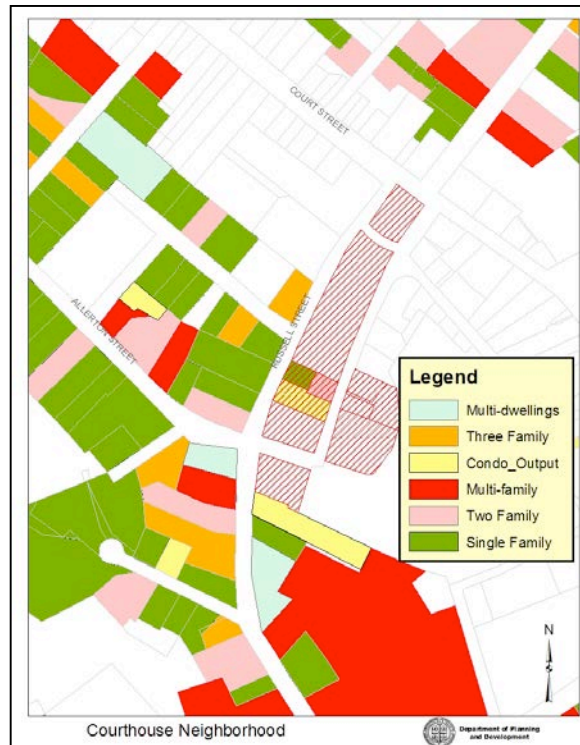 COURT STREET
ALLERTON STREET
RUSSELL STREET
Legend
Multi-dwellings
Three Family
Condo_Output
Multi-family
Two Family
Single Family
N
Courthouse Neighborhood
Department of Planning
and Development